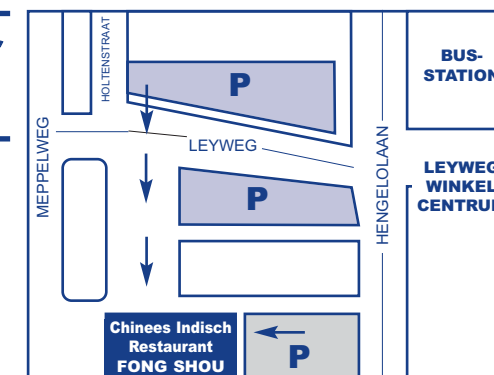 HOLTENSTRAAT
P
BUS-
STATION
MEPPELWEG
LEYWEG
HENGELOLAAN
LEYWEG
WINKEL
CENTRUM
P
Chinees Indisch
Restaurant
FONG SHOU
P